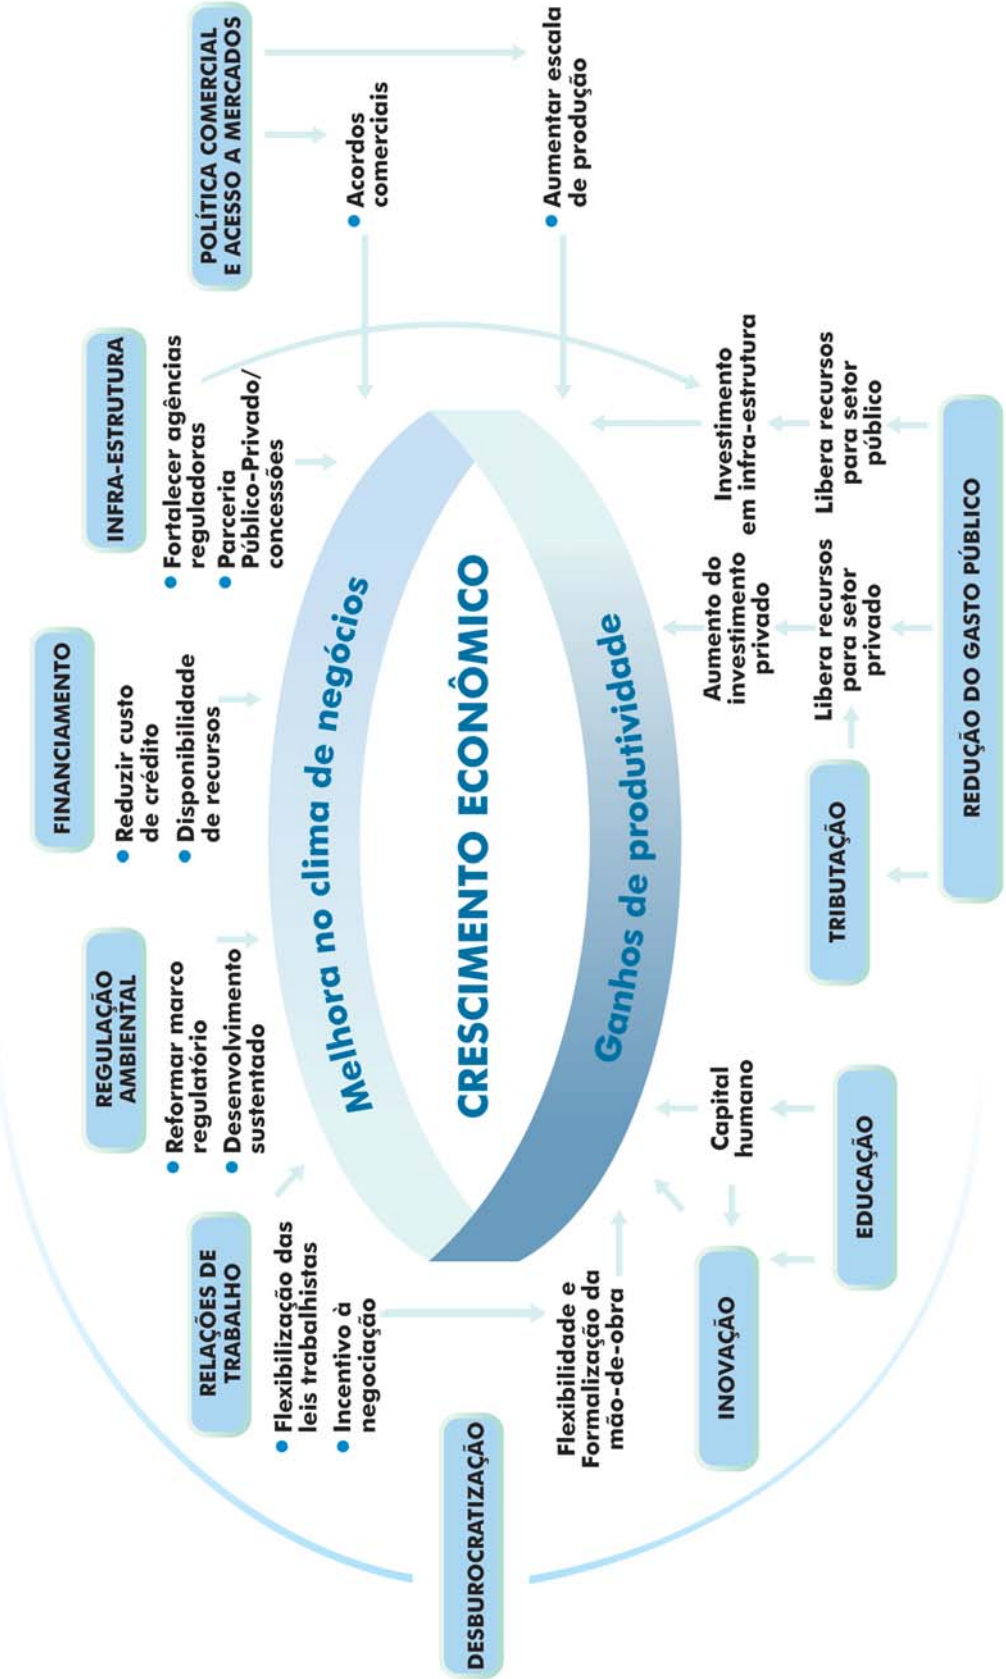 DESBUROCRATIZAÇÃO
RELAÇÕES DE
TRABALHO
• Flexibilização das
leis trabalhistas
• Incentivo à
negociação
REGULAÇÃO
AMBIENTAL
• Reformar marco
regulatório
• Desenvolvimento
sustentado
FINANCIAMENTO
• Reduzir custo
de crédito
• Disponibilidade
de recursos
INFRA-ESTRUTURA
• Fortalecer agências
reguladoras
• Parceria
Público-Privado/
concessões
POLÍTICA COMERCIAL
E ACESSO A MERCADOS
• Acordos
comerciais
• Aumentar escala
de produção
Melhora no clima de negócios
CRESCIMENTO ECONÔMICO
Ganhos de produtividade
Flexibilidade e
Formalização da
mão-de-obra
INOVAÇÃO
Capital
humano
EDUCAÇÃO
TRIBUTAÇÃO
Aumento do
investimento
privado
Libera recursos
para setor
privado
Investimento
em infra-estrutura
Libera recursos
para setor
público
REDUÇÃO DO GASTO PÚBLICO